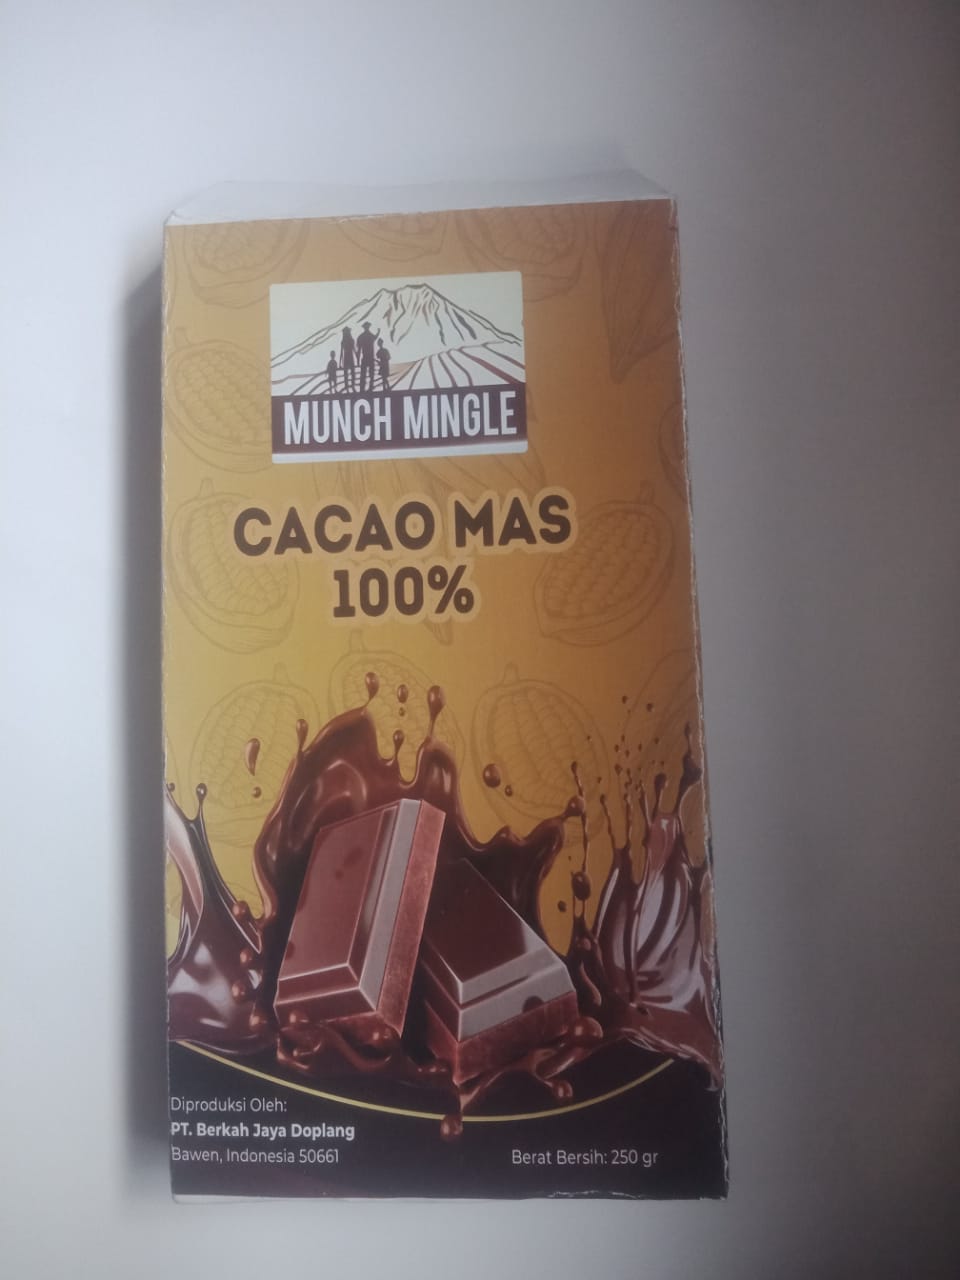 MUNCH MINGLE
CACAO MAS
100%
Diproduksi Oleh:
PT. Berkah Jaya Doplang
Bawen, Indonesia 50661
Berat Bersih: 250 gr